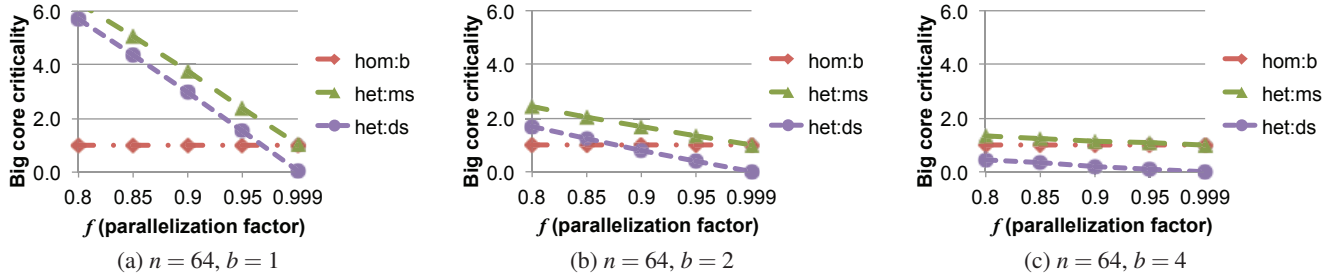 Big core criticality
6.0
4.0
2.0
0.0
0.8 0.85 0.9 0.95 0.999
f (parallelization factor)
hom:b
het:ms
het:ds
(a) n = 64, b = 1
Big core criticality
6.0
4.0
2.0
0.0
0.8 0.85 0.9 0.95 0.999
f (parallelization factor)
hom:b
het:ms
het:ds
(b) n = 64, b = 2
Big core criticality
6.0
4.0
2.0
0.0
0.8 0.85 0.9 0.95 0.999
f (parallelization factor)
hom:b
het:ms
het:ds
(c) n = 64, b = 4